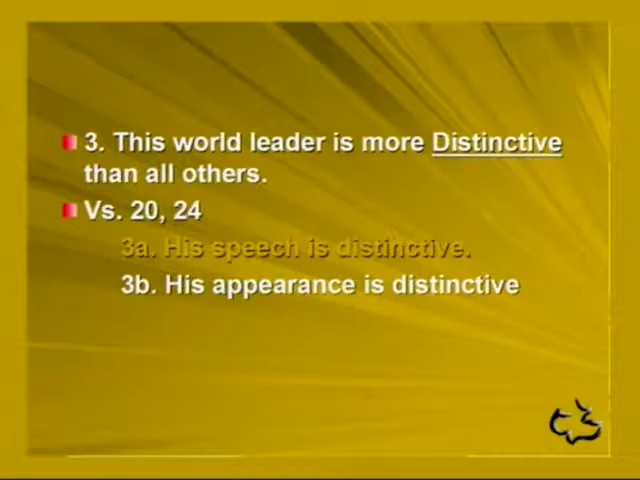 3. This world leader is more Distinctive
than all others.
Vs. 20, 24
3a. His speech is distinctive.
3b. His appearance is distinctive